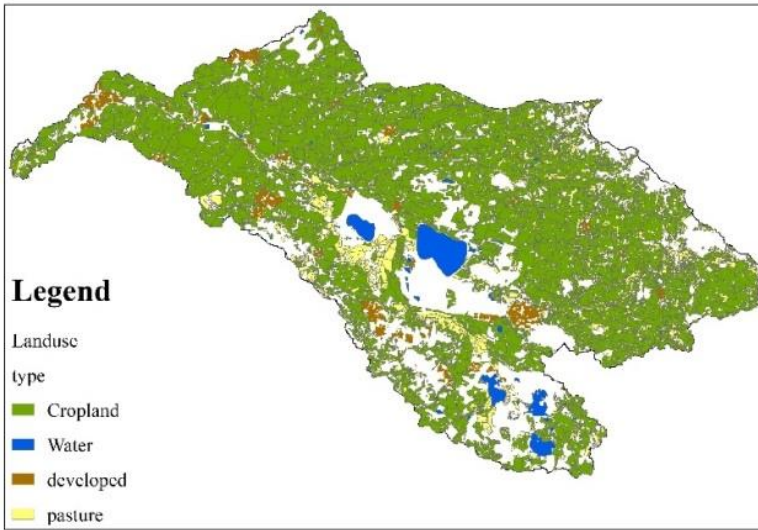 Legend
Landuse
type
Cropland
Water
developed
pasture